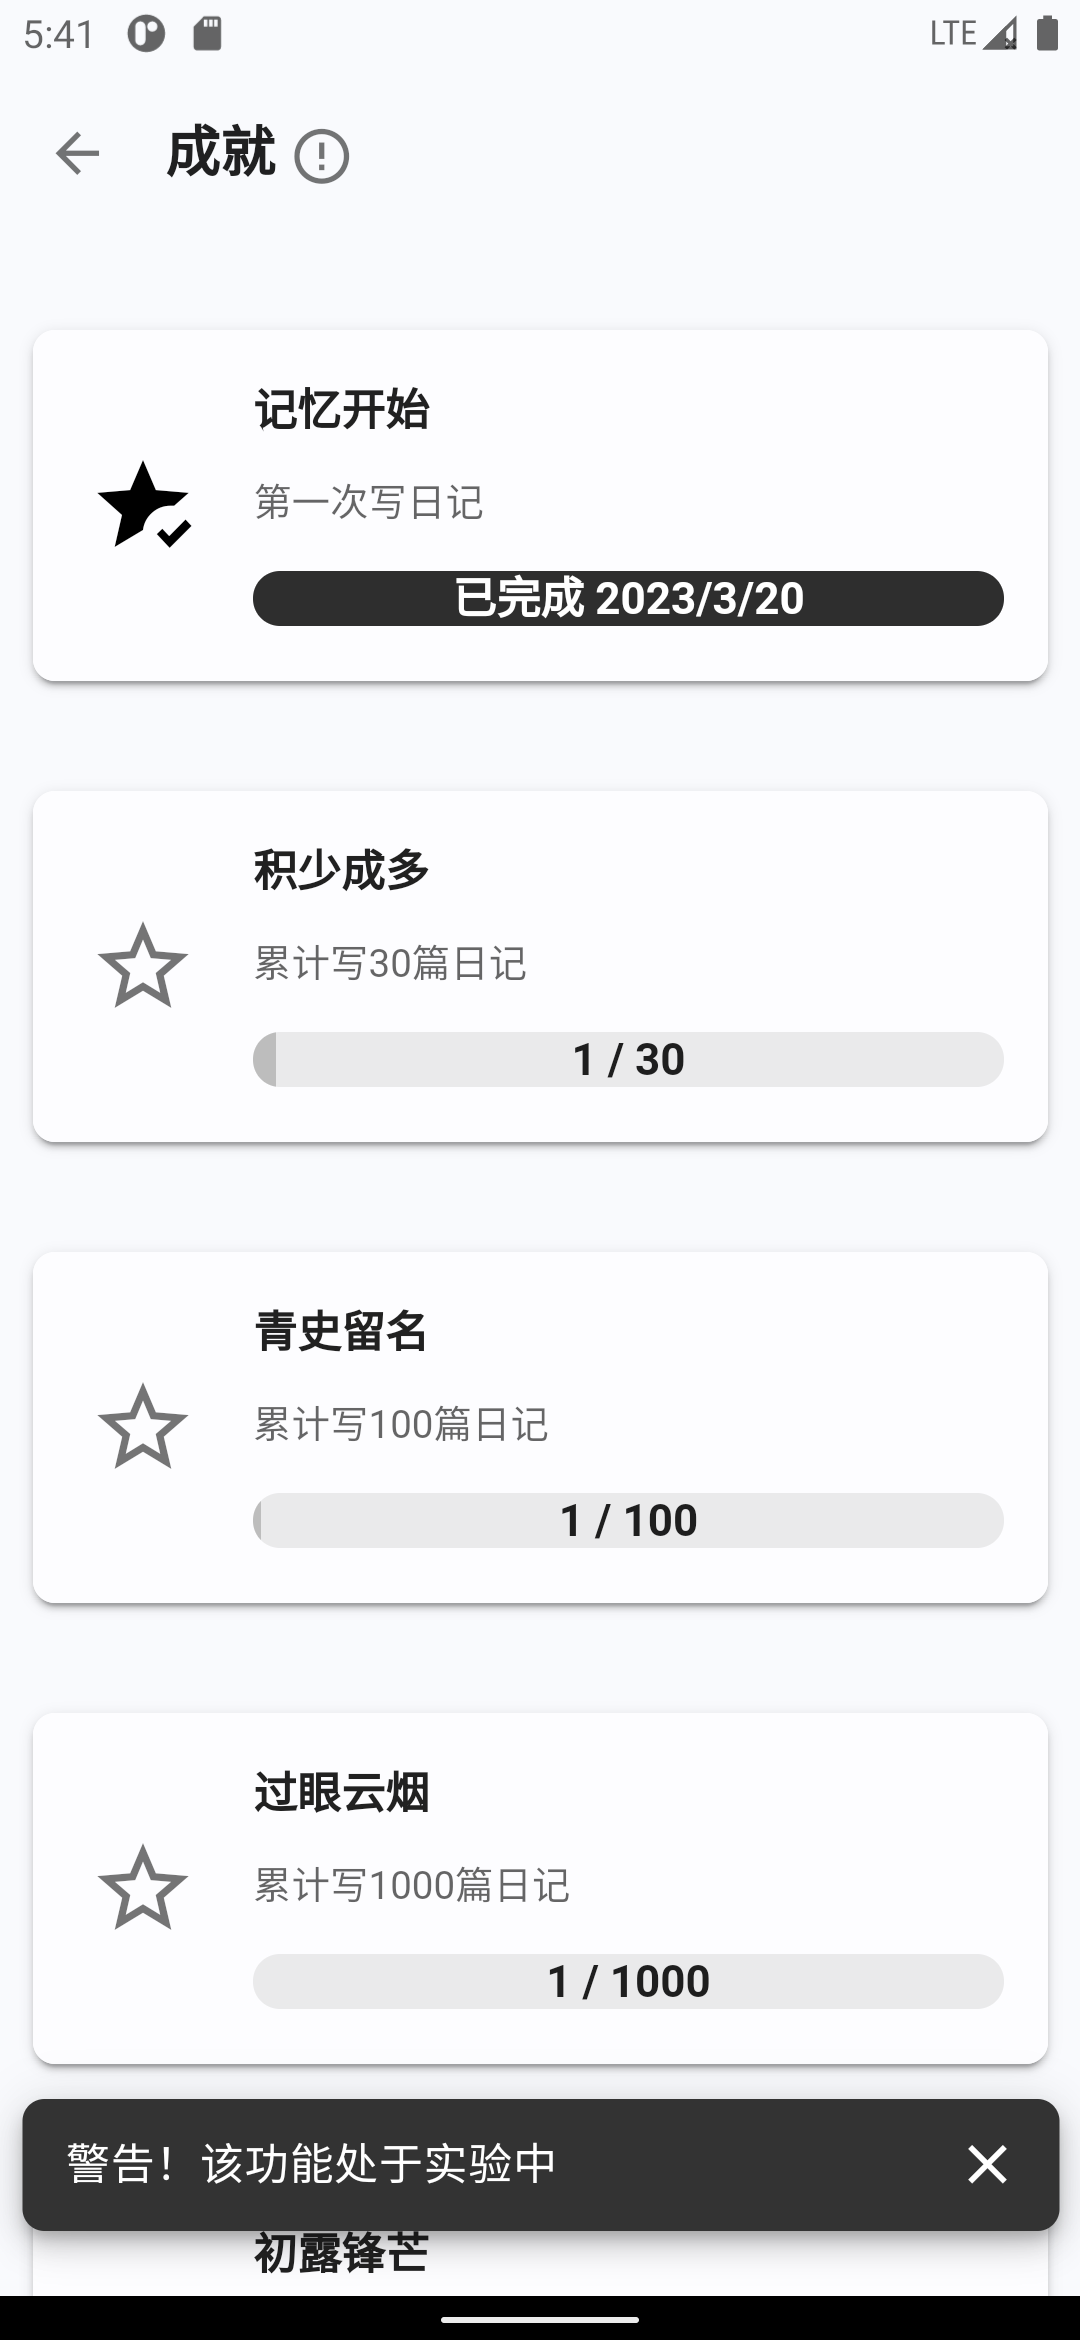 5:41
LTE
成就
记忆开始
第一次写日记
已完成 2023/3/20
积少成多
累计写30篇日记
1 / 30
青史留名
累计写100篇日记
1 / 100
过眼云烟
累计写1000篇日记
1 / 1000
警告！该功能处于实验中
初露锋芒